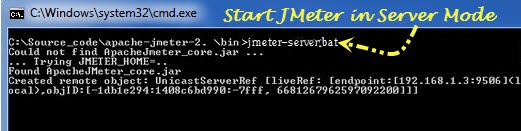 C:\Windows\system32\cmd.exe
Start JMeter in Server Mode
C:\Source_code\apache-jmeter-2. \bin >jmeter-server.bat
Could not find ApacheJmeter_core.jar ...
... Trying JMETER_HOME=..
Found ApacheJmeter_core.jar
Created remote object: UnicastServerRef [liveRef: [endpoint:[192.168.1.3:9506]<l
ocal>,objID:[-1db1e294:1408c6bd990:-7fff, 6681267962597092200]]]